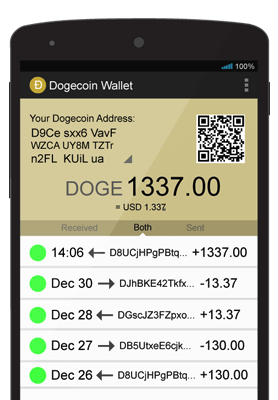 100%
Dogecoin Wallet
Your Dogecoin Address:
D9Ce sxx6 VavF
WZCA UY8M TZTr
n2FL KUiL ua
DOGE 1337.00
= USD 1.337
Received Both Sent
14:06 D8UCjHPgPBtq... +1337.00
Dec 30 DJhBKE42Tkfx... -13.37
Dec 28 DGscJZ3FZpxo... +13.37
Dec 27 DB5UtxeE6cjk... -130.00
Dec 26 D8UCjHPgPBtq... +130.00